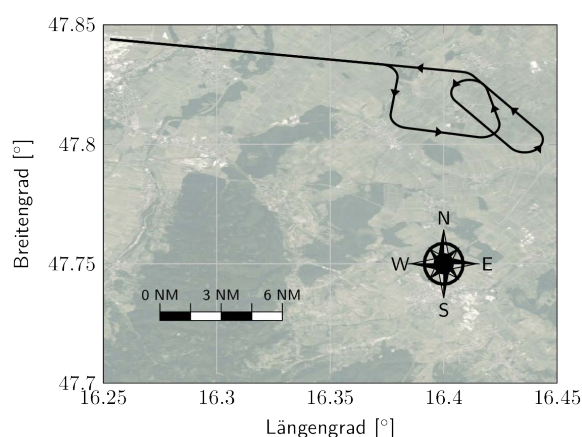 47.85
47.8
47.75
47.7
Breitengrad [°]
N
W
E
S
0 NM 3 NM 6 NM
16.25 16.3 16.35 16.4 16.45
Längengrad [°]